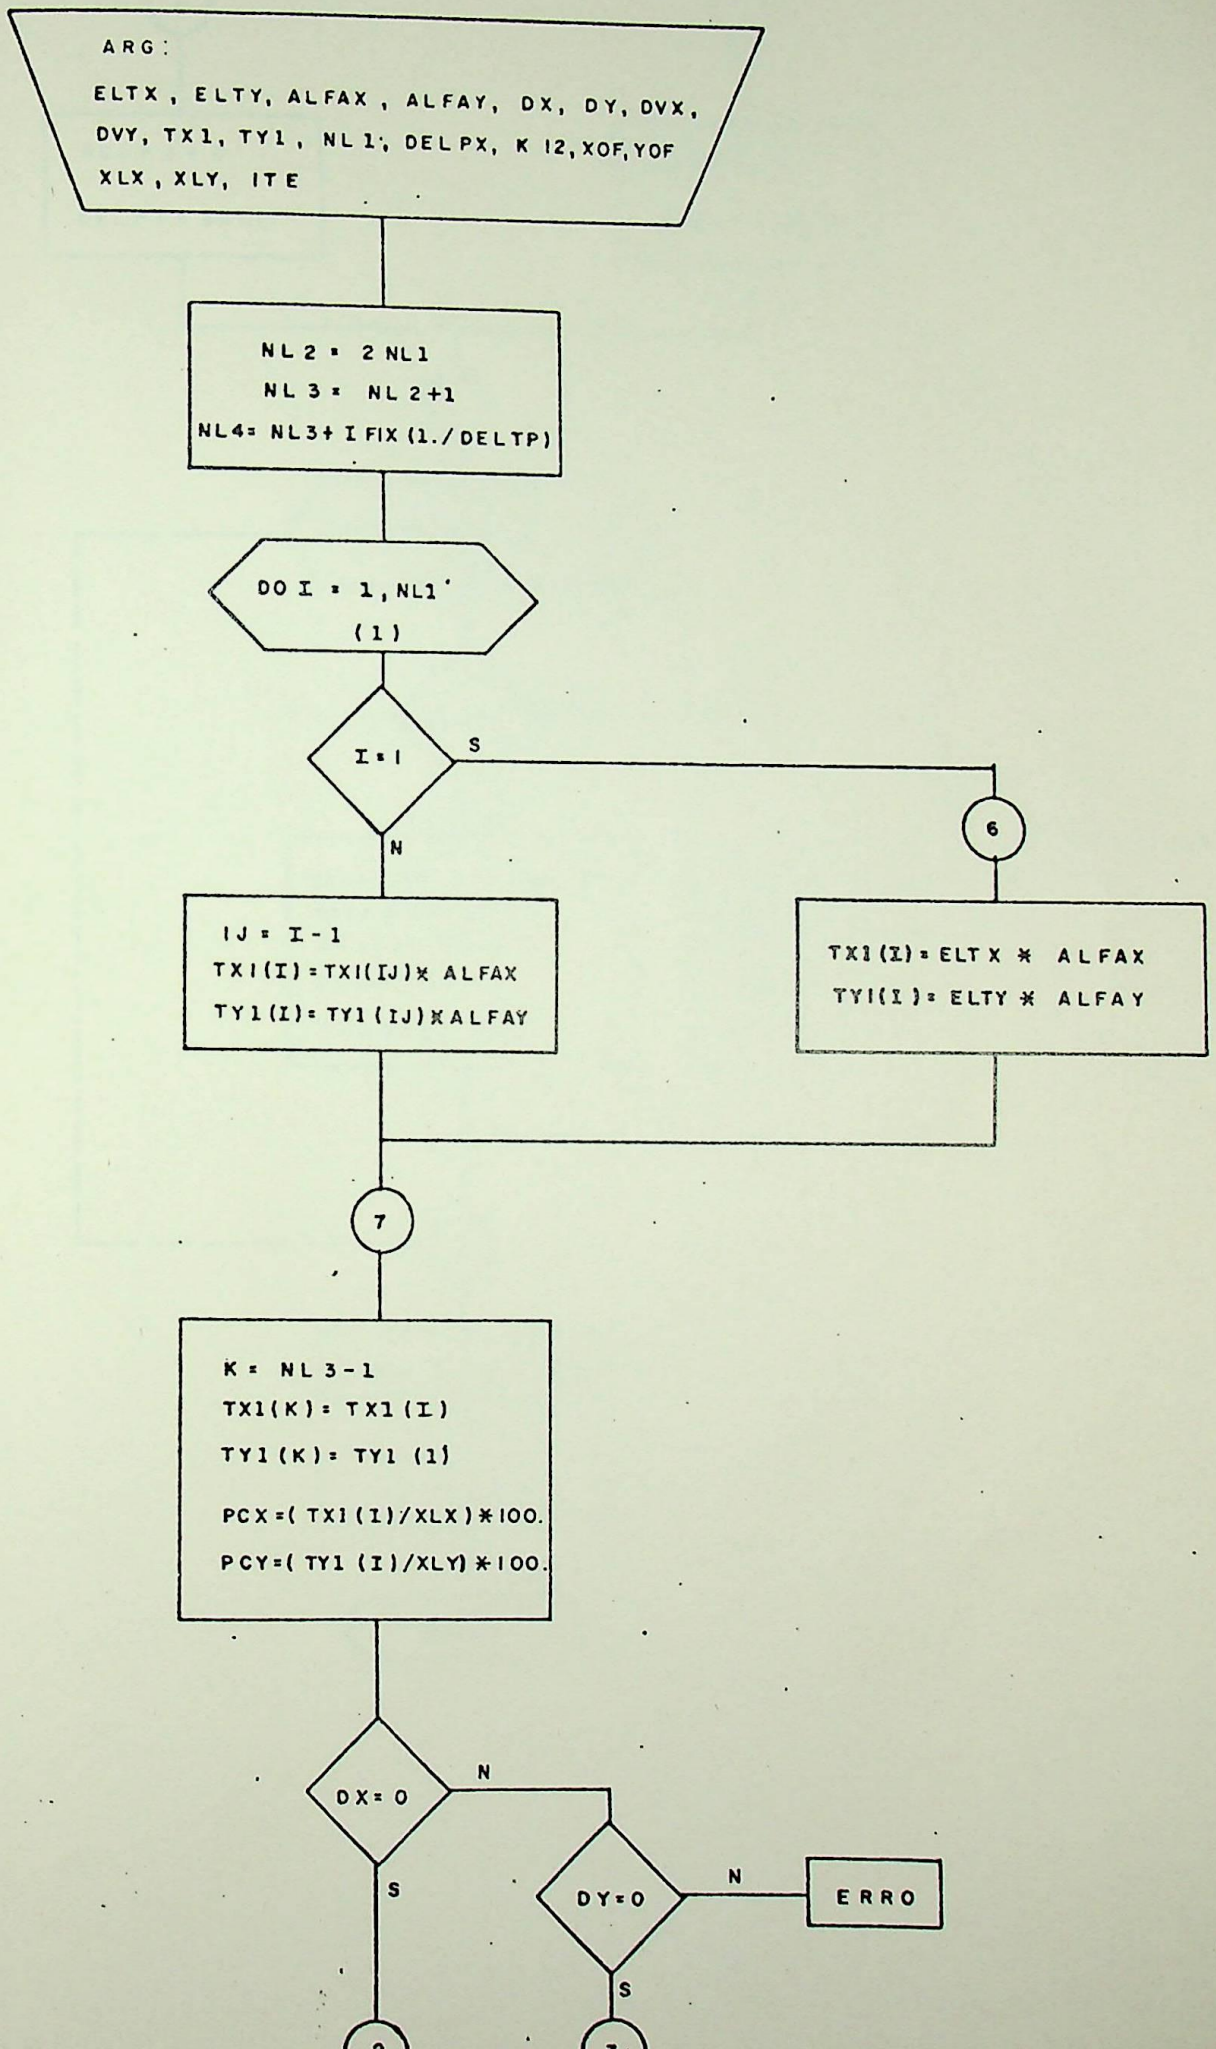 ARG:
ELTX, ELTY, ALFAX, ALFAY, DX, DY, DVX,
DVY, TX1, TY1, NL1, DELPX, K12, XOF, YOF
XLX, XLY, ITE
NL2 = 2 NL1
NL3 = NL2+1
NL4= NL3+ IFIX (1./DELTP)
DO I = 1, NL1
(1)
I=1
S
N
6
IJ = I-1
TX1(I)=TX1(IJ)* ALFAX
TY1(I)=TY1(IJ)*ALFAY
TX1(I)=ELTX * ALFAX
TY1(I)=ELTY * ALFAY
7
K= NL3-1
TX1(K)= TX1(I)
TY1(K)= TY1 (1)
PCX=( TX1(I)/XLX)*100.
PCY=( TY1 (I)/XLY)*100.
DX= 0
N
S
DY=0
N
ERRO
S